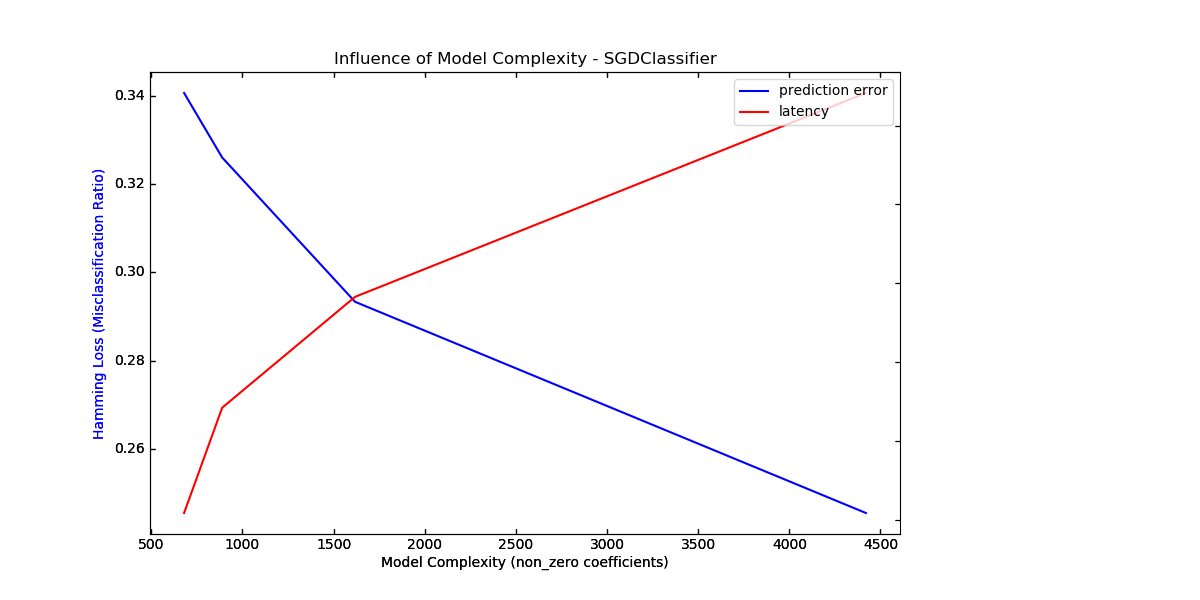 Influence of Model Complexity - SGDClassifier
prediction error
latency
0.34
0.32
0.30
0.28
0.26
Hamming Loss (Misclassification Ratio)
500 1000 1500 2000 2500 3000 3500 4000 4500
Model Complexity (non_zero coefficients)